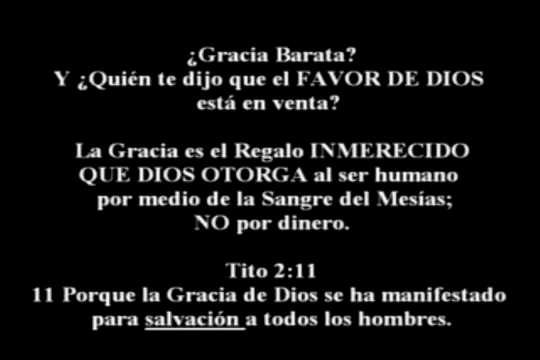 ¿Gracia Barata?
Y ¿Quién te dijo que el FAVOR DE DIOS
está en venta?
La Gracia es el Regalo INMERECIDO
QUE DIOS OTORGA al ser humano
por medio de la Sangre del Mesías;
NO por dinero.
Tito 2:11
11 Porque la Gracia de Dios se ha manifestado
para salvación a todos los hombres.